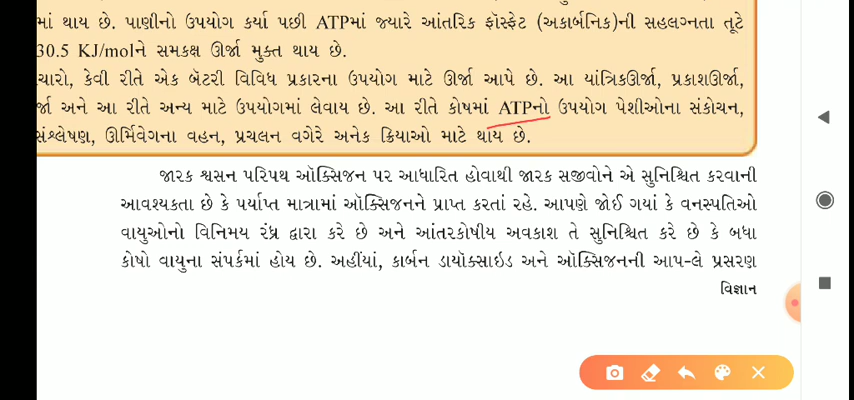 માં થાય છે. પાણીનો ઉપયોગ કર્યા પછી ATPમાં જ્યારે આંતરિક ફૉસ્ફેટ (અકાર્બનિક)ની સહલગ્નતા તૂટે
30.5 KJ/molને સમકક્ષ ઊર્જા મુક્ત થાય છે.
ચારો, કેવી રીતે એક બૅટરી વિવિધ પ્રકારના ઉપયોગ માટે ઊર્જા આપે છે. આ યાંત્રિકઊર્જા, પ્રકાશઊર્જા,
ર્જા અને આ રીતે અન્ય માટે ઉપયોગમાં લેવાય છે. આ રીતે કોષમાં ATPનો ઉપયોગ પેશીઓના સંકોચન,
સંશ્લેષણ, ઊર્મિવેગના વહન, પ્રચલન વગેરે અનેક ક્રિયાઓ માટે થાય છે.
જારક શ્વસન પરિપથ ઑક્સિજન પર આધારિત હોવાથી જારક સજીવોને એ સુનિશ્ચિત કરવાની
આવશ્યકતા છે કે પર્યાપ્ત માત્રામાં ઑક્સિજનને પ્રાપ્ત કરતાં રહે. આપણે જોઈ ગયાં કે વનસ્પતિઓ
વાયુઓનો વિનિમય રંધ્ર દ્વારા કરે છે અને આંતરકોષીય અવકાશ તે સુનિશ્ચિત કરે છે કે બધા
કોષો વાયુના સંપર્કમાં હોય છે. અહીંયાં, કાર્બન ડાયૉક્સાઇડ અને ઑક્સિજનની આપ-લે પ્રસરણ
વિજ્ઞાન